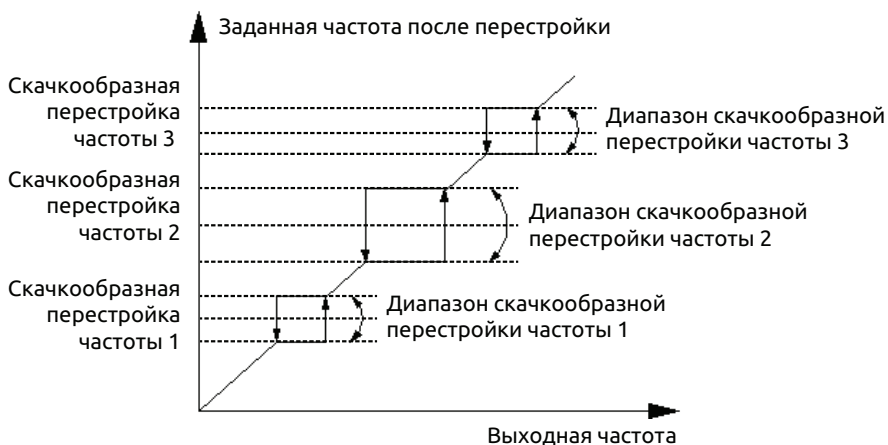 Заданная частота после перестройки
Скачкообразная
перестройка
частоты 3
Диапазон скачкообразной
перестройки частоты 3
Скачкообразная
перестройка
частоты 2
Диапазон скачкообразной
перестройки частоты 2
Скачкообразная
перестройка
частоты 1
Диапазон скачкообразной
перестройки частоты 1
Выходная частота